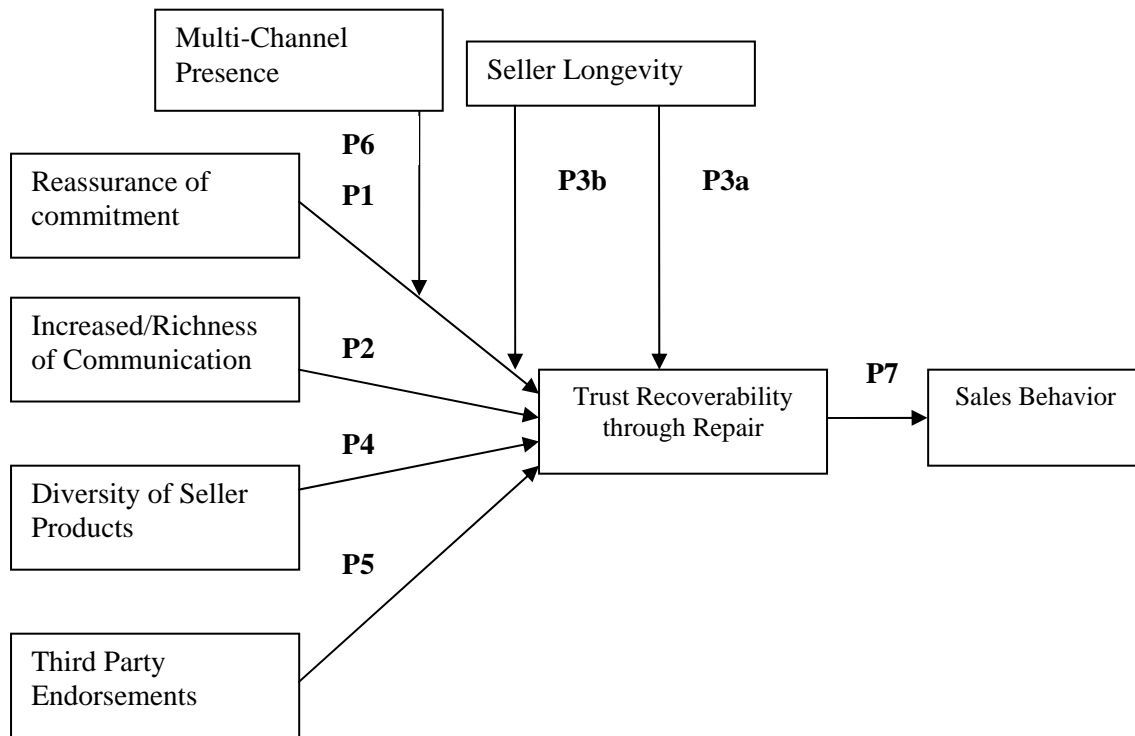 Multi-Channel
Presence
Seller Longevity
P6
P3b
P3a
Reassurance of
commitment
P1
Increased/Richness
of Communication
P2
P7
Trust Recoverability
through Repair
Sales Behavior
P4
Diversity of Seller
Products
P5
Third Party
Endorsements